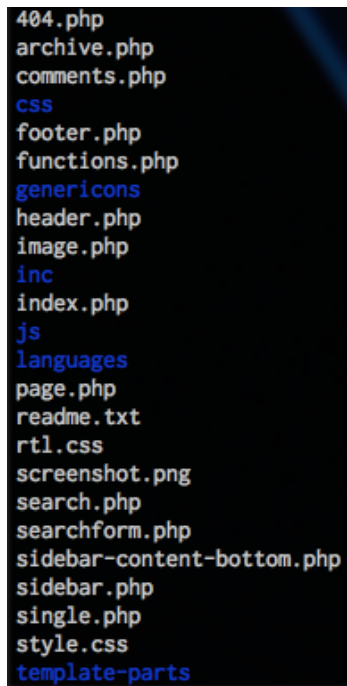 404.php
archive.php
comments.php
css
footer.php
functions.php
genericons
header.php
image.php
inc
index.php
js
languages
page.php
readme.txt
rtl.css
screenshot.png
search.php
searchform.php
sidebar-content-bottom.php
sidebar.php
single.php
style.css
template-parts